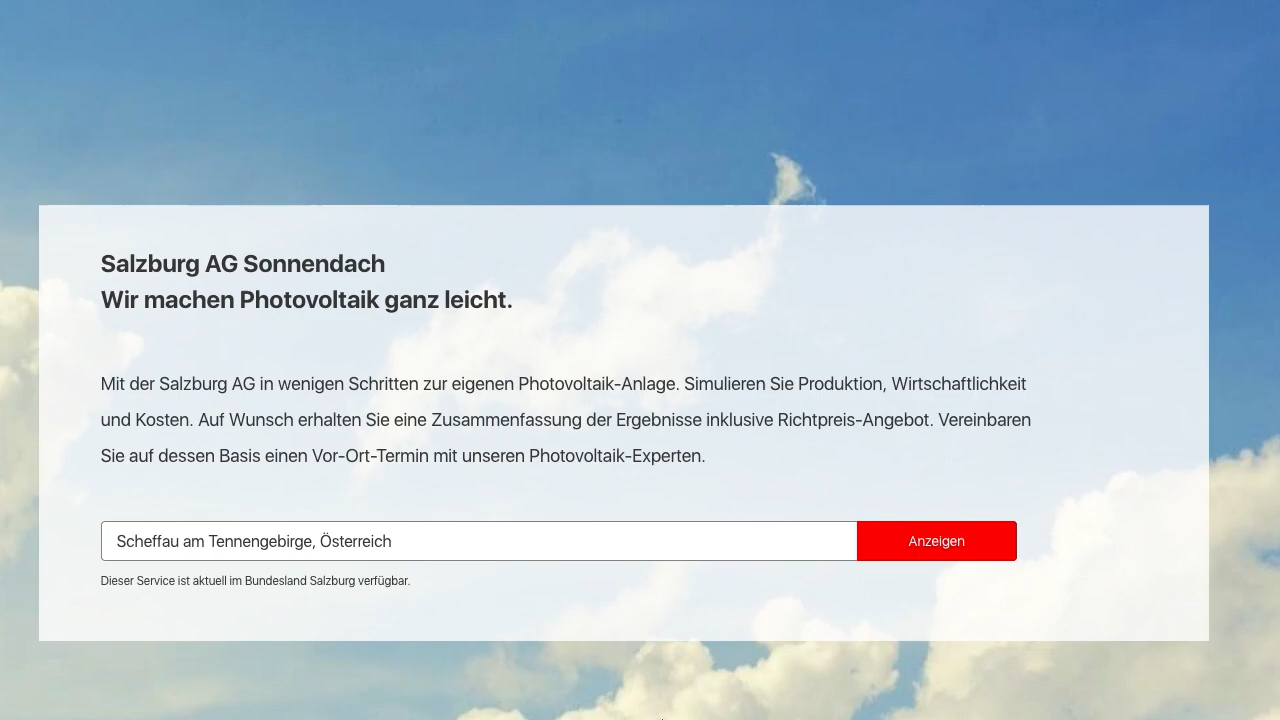 Salzburg AG Sonnendach
Wir machen Photovoltaik ganz leicht.
Mit der Salzburg AG in wenigen Schritten zur eigenen Photovoltaik-Anlage. Simulieren Sie Produktion, Wirtschaftlichkeit
und Kosten. Auf Wunsch erhalten Sie eine Zusammenfassung der Ergebnisse inklusive Richtpreis-Angebot. Vereinbaren
Sie auf dessen Basis einen Vor-Ort-Termin mit unseren Photovoltaik-Experten.
Scheffau am Tennengebirge, Österreich
Anzeigen
Dieser Service ist aktuell im Bundesland Salzburg verfügbar.